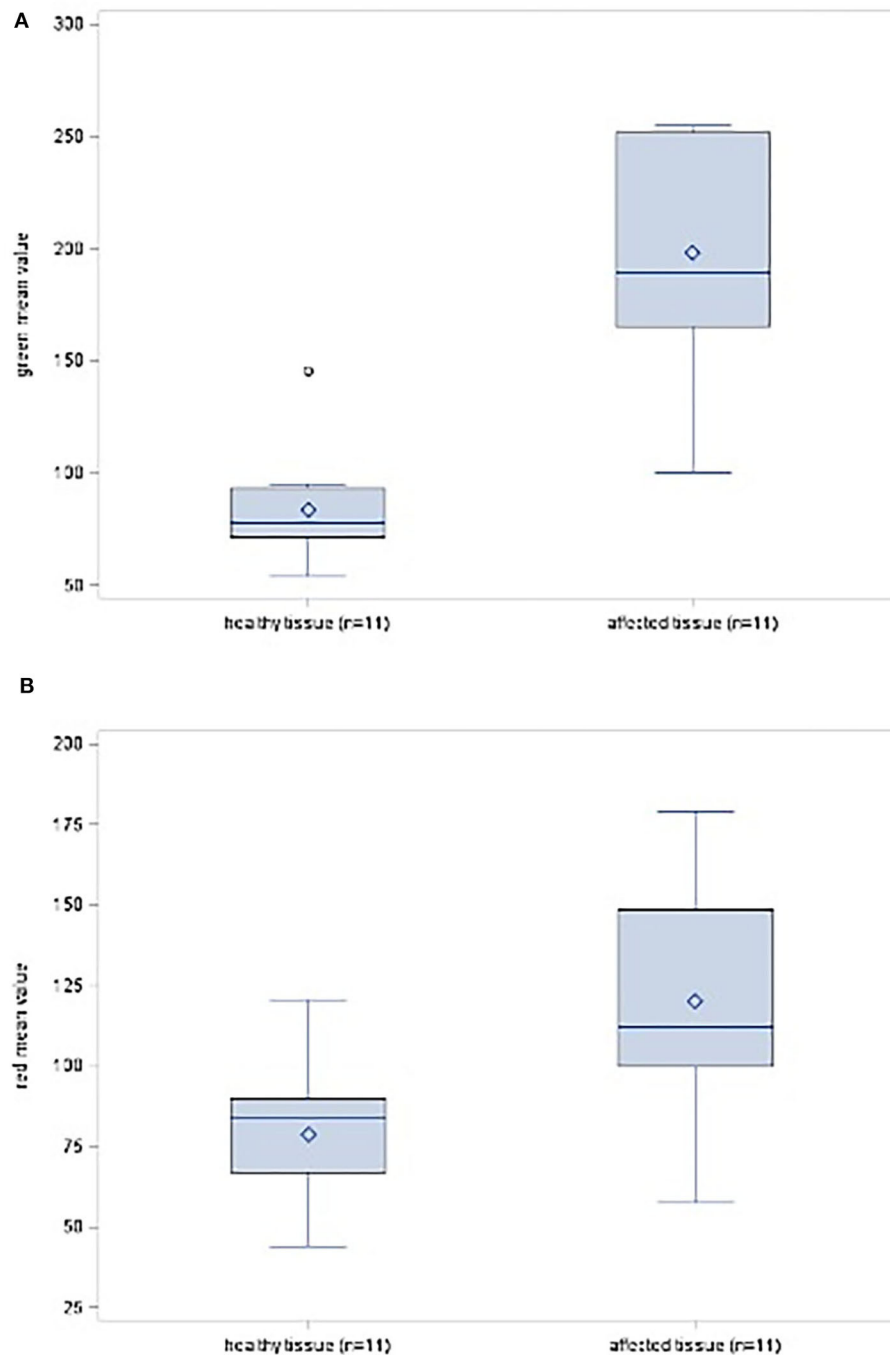 A
300
250
200
150
100
50
green mean value
healthy tissue (n=11)
affected tissue (n=11)
B
200
175
150
125
100
75
50
25
red mean value
healthy tissue (n=11)
affected tissue (n=11)